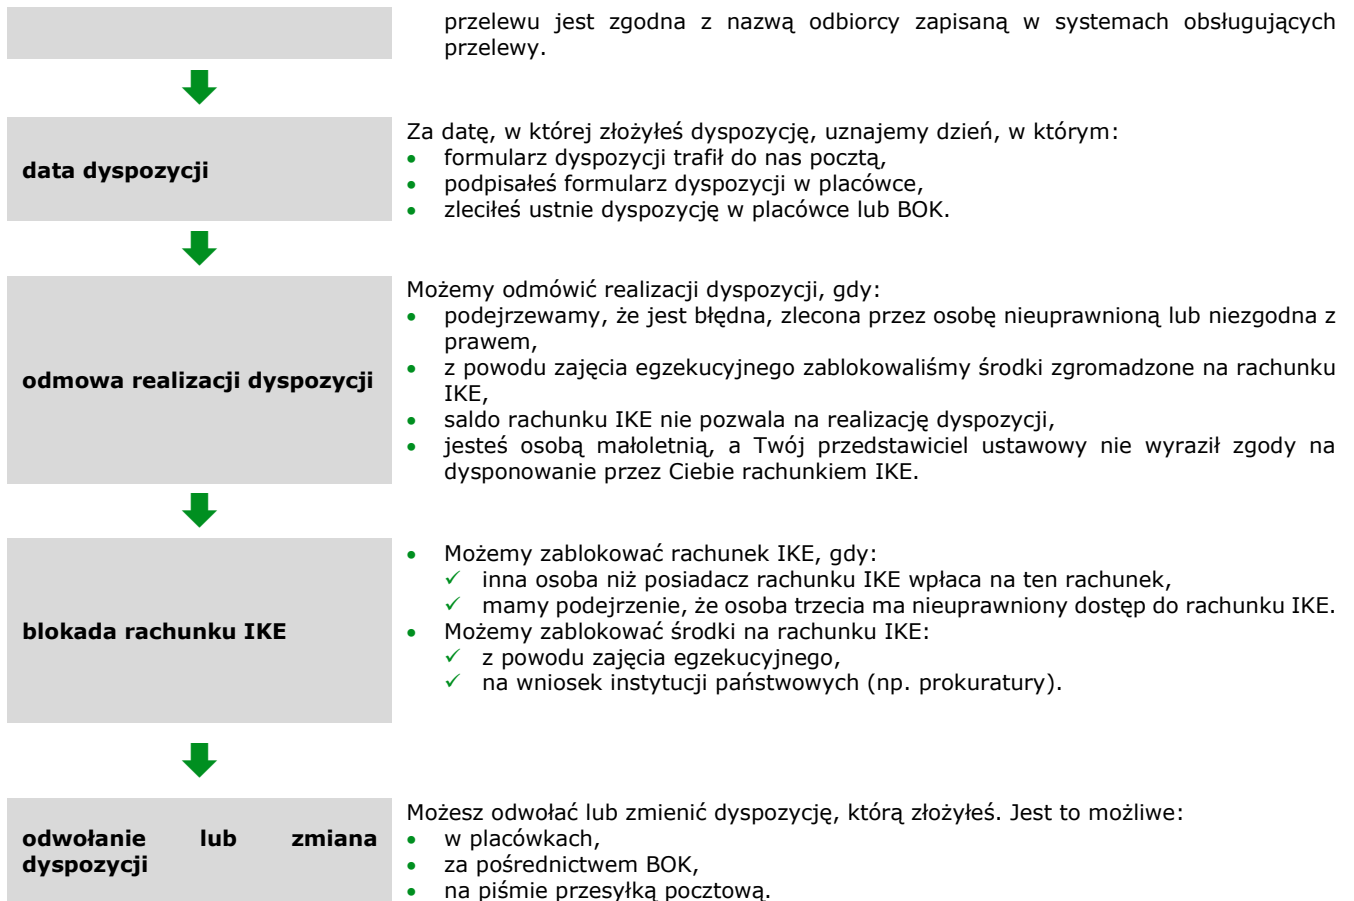 przelewu jest zgodna z nazwą odbiorcy zapisaną w systemach obsługujących
przelewy.
data dyspozycji
Za datę, w której złożyłeś dyspozycję, uznajemy dzień, w którym:
• formularz dyspozycji trafił do nas pocztą,
• podpisałeś formularz dyspozycji w placówce,
• zleciłeś ustnie dyspozycję w placówce lub BOK.
odmowa realizacji dyspozycji
Możemy odmówić realizacji dyspozycji, gdy:
• podejrzewamy, że jest błędna, zlecona przez osobę nieuprawnioną lub niezgodna z
prawem,
• z powodu zajęcia egzekucyjnego zablokowaliśmy środki zgromadzone na rachunku
IKE,
• saldo rachunku IKE nie pozwala na realizację dyspozycji,
• jesteś osobą małoletnią, a Twój przedstawiciel ustawowy nie wyraził zgody na
dysponowanie przez Ciebie rachunkiem IKE.
blokada rachunku IKE
• Możemy zablokować rachunek IKE, gdy:
✓ inna osoba niż posiadacz rachunku IKE wpłaca na ten rachunek,
✓ mamy podejrzenie, że osoba trzecia ma nieuprawniony dostęp do rachunku IKE.
• Możemy zablokować środki na rachunku IKE:
✓ z powodu zajęcia egzekucyjnego,
✓ na wniosek instytucji państwowych (np. prokuratury).
odwołanie lub zmiana
dyspozycji
Możesz odwołać lub zmienić dyspozycję, którą złożyłeś. Jest to możliwe:
• w placówkach,
• za pośrednictwem BOK,
• na piśmie przesyłką pocztową.